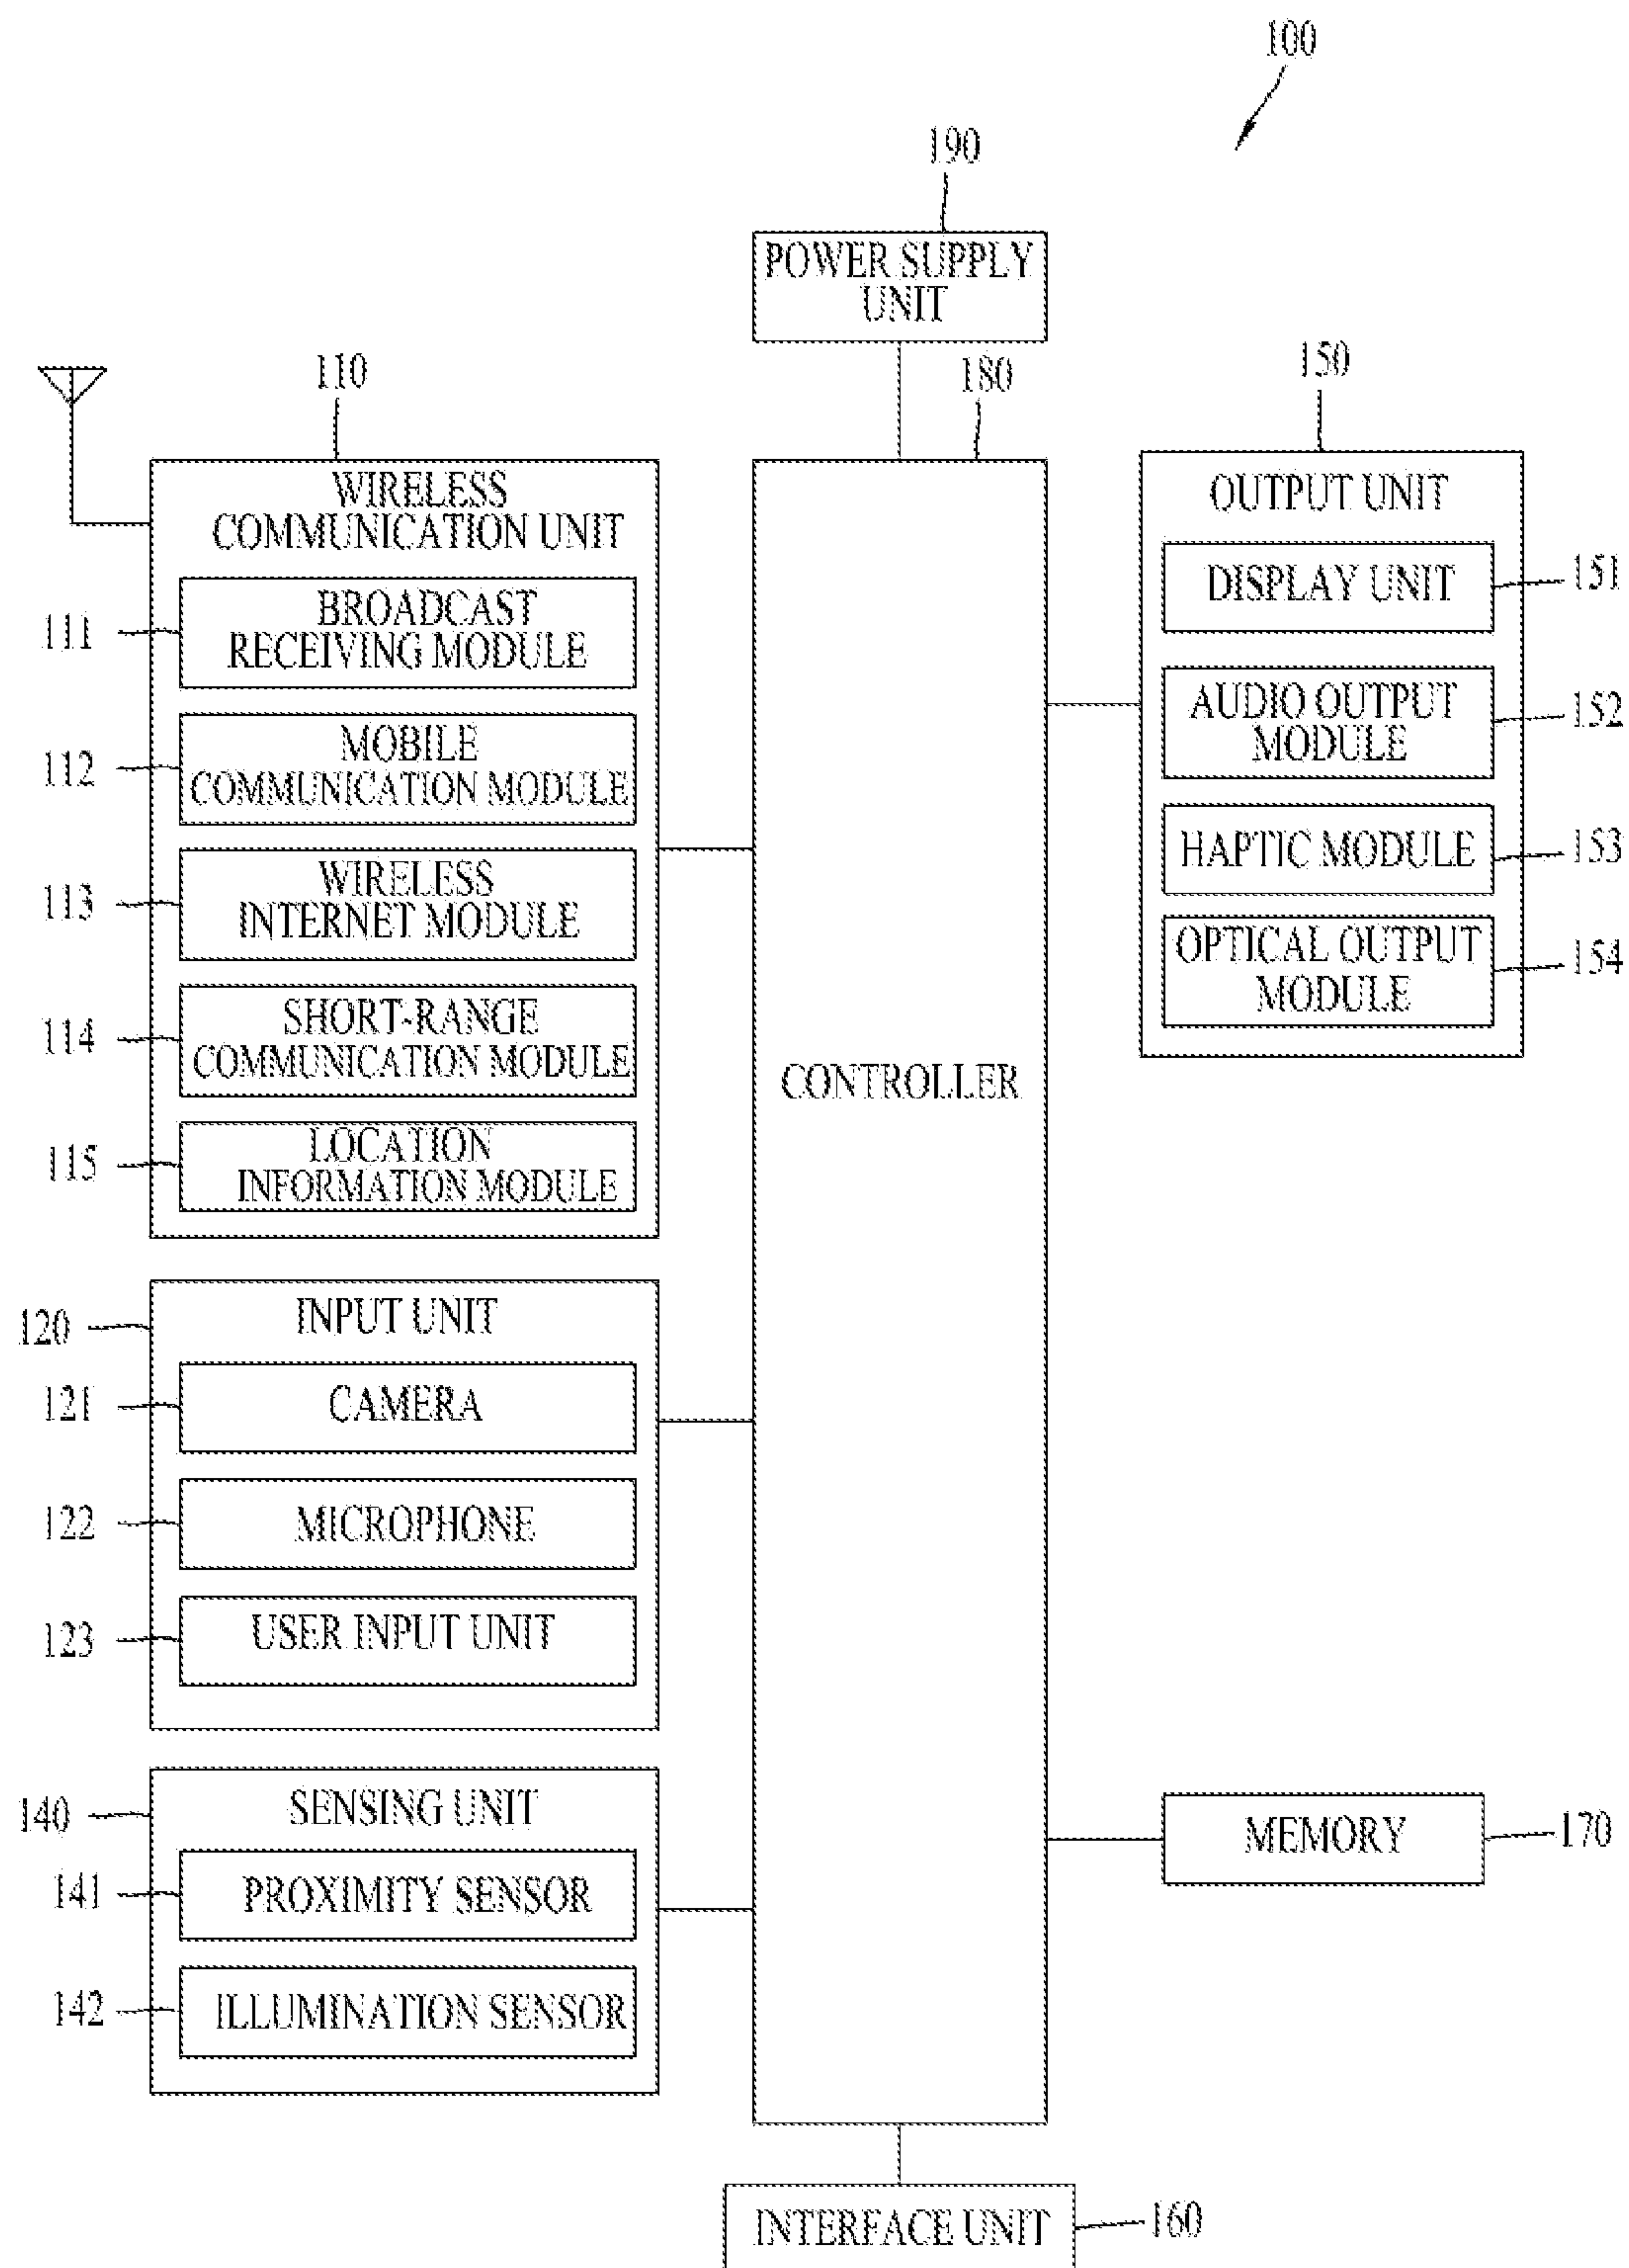 100
190
POWER SUPPLY
UNIT
110
180
150
WIRELESS
COMMUNICATION UNIT
111
BROADCAST
RECEIVING MODULE
112
MOBILE
COMMUNICATION MODULE
113
WIRELESS
INTERNET MODULE
114
SHORT-RANGE
COMMUNICATION MODULE
115
LOCATION
INFORMATION MODULE
120
INPUT UNIT
121
CAMERA
122
MICROPHONE
123
USER INPUT UNIT
140
SENSING UNIT
141
PROXIMITY SENSOR
142
ILLUMINATION SENSOR
CONTROLLER
OUTPUT UNIT
DISPLAY UNIT
151
AUDIO OUTPUT
MODULE
152
HAPTIC MODULE
153
OPTICAL OUTPUT
MODULE
154
MEMORY
170
INTERFACE UNIT
160